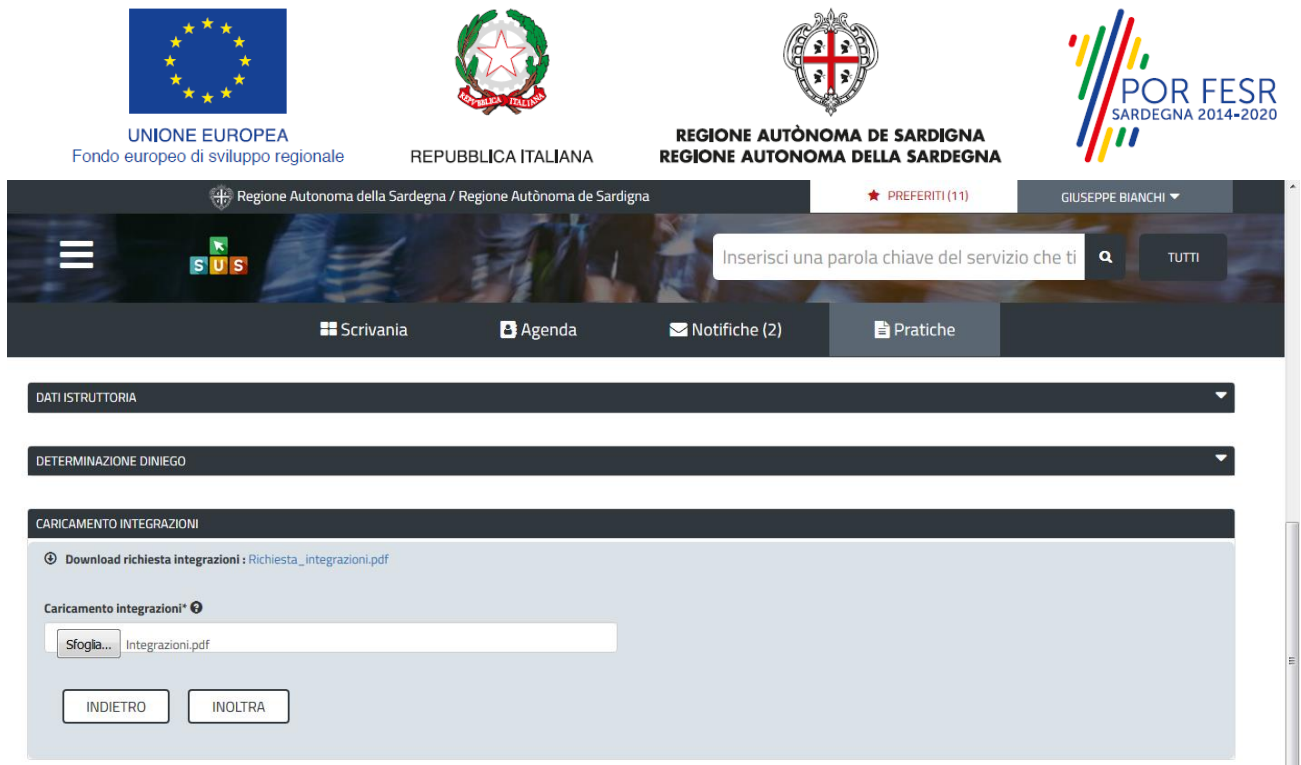 UNIONE EUROPEA
Fondo europeo di sviluppo regionale
REPVBBLICA ITALIANA
REPUBBLICA ITALIANA
REGIONE AUTÒNOMA DE SARDIGNA
REGIONE AUTONOMA DELLA SARDEGNA
POR FESR
SARDEGNA 2014-2020
Regione Autonoma della Sardegna / Regione Autònoma de Sardigna
PREFERITI (11)
GIUSEPPE BIANCHI
SUS
Inserisci una parola chiave del servizio che ti
TUTTI
Scrivania
Agenda
Notifiche (2)
Pratiche
DATI ISTRUTTORIA
DETERMINAZIONE DINIEGO
CARICAMENTO INTEGRAZIONI
Download richiesta integrazioni : Richiesta_integrazioni.pdf
Caricamento integrazioni*
Sfoglia... Integrazioni.pdf
INDIETRO
INOLTRA